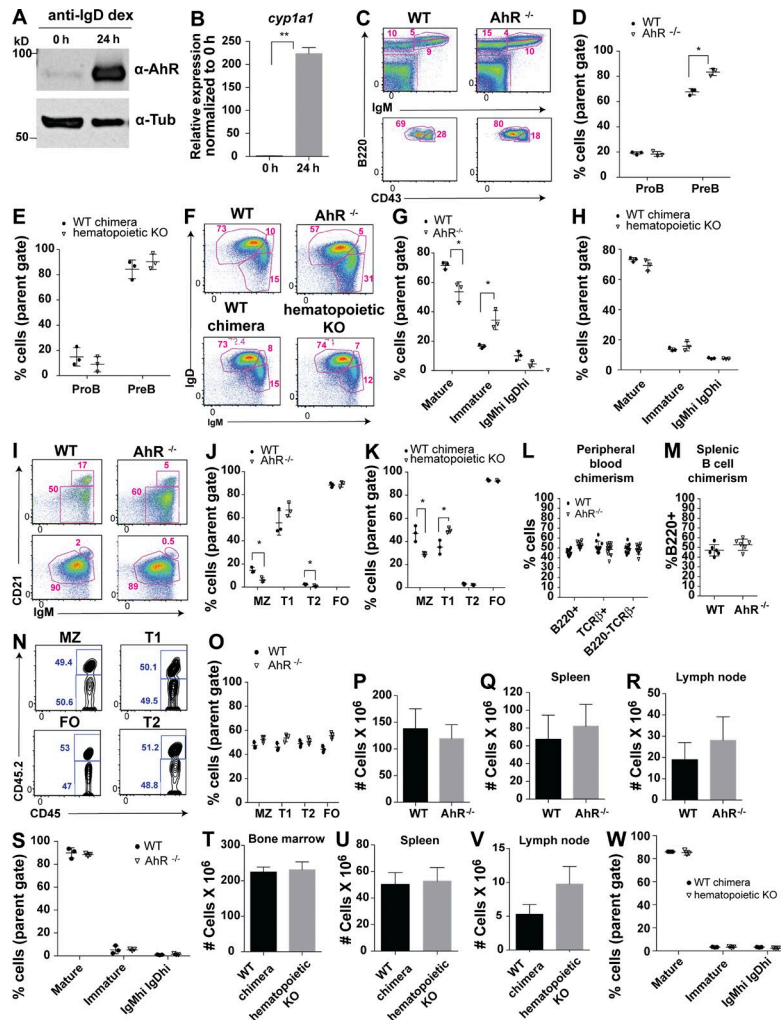 A
anti-IgD dex
kD
0 h
24 h
100
α-AhR
α-Tub
50
B
cyp1a1
Relative expression
normalized to 0 h
250
200
150
100
50
0
**
0 h
24 h
C
WT
AhR -/-
10
5
9
15
4
10
0
0
0
IgM
B220
69
28
80
18
0
0
0
CD43
D
WT
AhR -/-
% cells (parent gate)
100
80
60
40
20
0
*
ProB
PreB
E
WT chimera
hematopoietic KO
% cells (parent gate)
100
80
60
40
20
0
ProB
PreB
F
WT
AhR -/-
73
10
15
57
5
31
WT
chimera
hematopoietic
KO
73
2.4
8
15
74
1
7
12
IgD
IgM
G
WT
AhR-/-
% cells (parent gate)
80
60
40
20
0
*
*
Mature
Immature
IgMhi IgDhi
H
WT chimera
hematopoietic KO
% cells (parent gate)
80
60
40
20
0
Mature
Immature
IgMhi IgDhi
I
WT
AhR -/-
17
50
5
60
2
90
0.5
89
CD21
IgM
J
WT
AhR-/-
% cells (parent gate)
100
80
60
40
20
0
*
*
MZ
T1
T2
FO
K
WT chimera
hematopoietic KO
% cells (parent gate)
100
80
60
40
20
0
*
*
MZ
T1
T2
FO
L
Peripheral
blood
chimerism
WT
AhR-/-
% cells
100
90
80
70
60
50
40
30
20
10
0
B220+
TCRβ+
B220-TCRβ-
M
Splenic
B cell
chimerism
%B220+
100
90
80
70
60
50
40
30
20
10
0
WT
AhR-/-
N
MZ
T1
49.4
50.6
50.1
49.5
FO
T2
53
47
51.2
48.8
CD45.2
CD45
O
WT
AhR -/-
% cells (parent gate)
100
80
60
40
20
0
MZ
T1
T2
FO
P
# Cells X 10⁶
200
150
100
50
0
WT
AhR-/-
Q
Spleen
# Cells X 10⁶
120
100
80
60
40
20
0
WT
AhR-/-
R
Lymph node
# Cells X 10⁶
50
40
30
20
10
0
WT
AhR-/-
S
WT
AhR -/-
% cells (parent gate)
100
80
60
40
20
0
Mature
Immature
IgMhi IgDhi
T
Bone marrow
# Cells X 10⁶
300
200
100
0
WT
chimera
hematopoietic
KO
U
Spleen
# Cells X 10⁶
100
80
60
40
20
0
WT
chimera
hematopoietic
KO
V
Lymph node
# Cells X 10⁶
15
10
5
0
WT
chimera
hematopoietic
KO
W
WT chimera
hematopoietic KO
% cells (parent gate)
100
80
60
40
20
0
Mature
Immature
IgMhi IgDhi